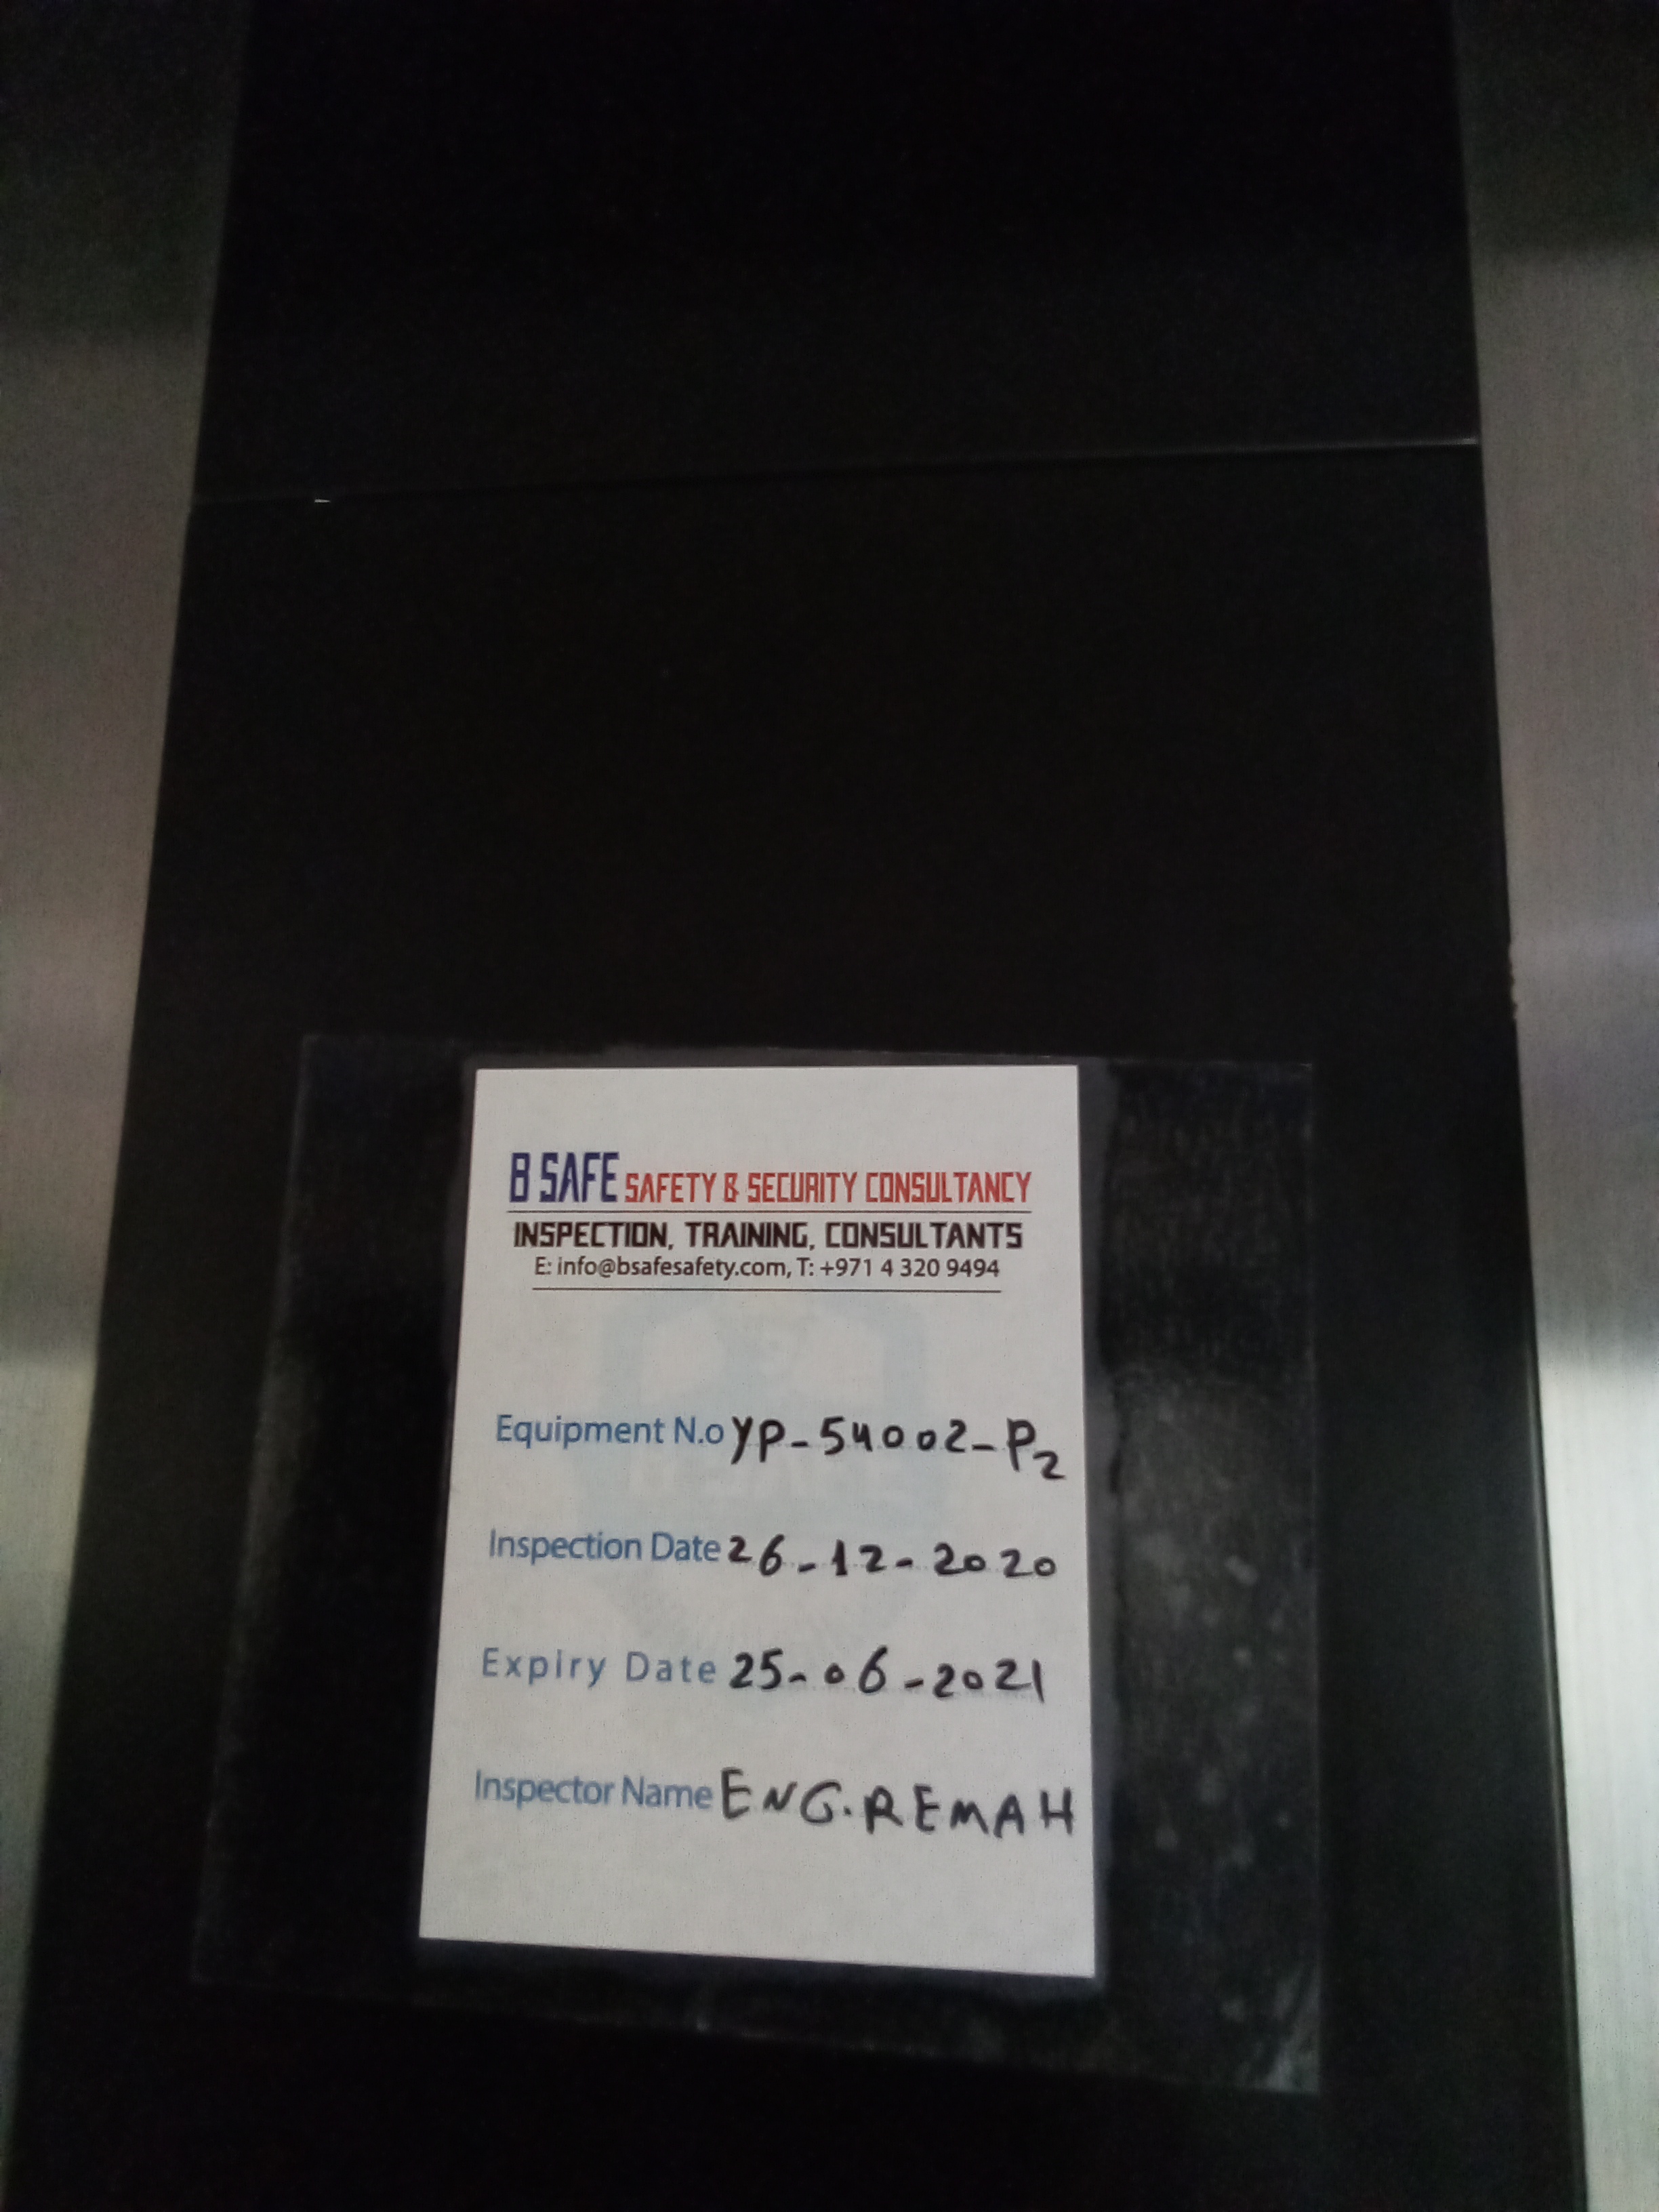 B SAFE SAFETY & SECURITY CONSULTANCY
INSPECTION, TRAINING, CONSULTANTS
E: info@bsafesafety.com, T: +971 4 320 9494
Equipment N.o YP-54002-P2
Inspection Date 26-12-2020
Expiry Date 25-06-2021
Inspector Name ENG.REMAH